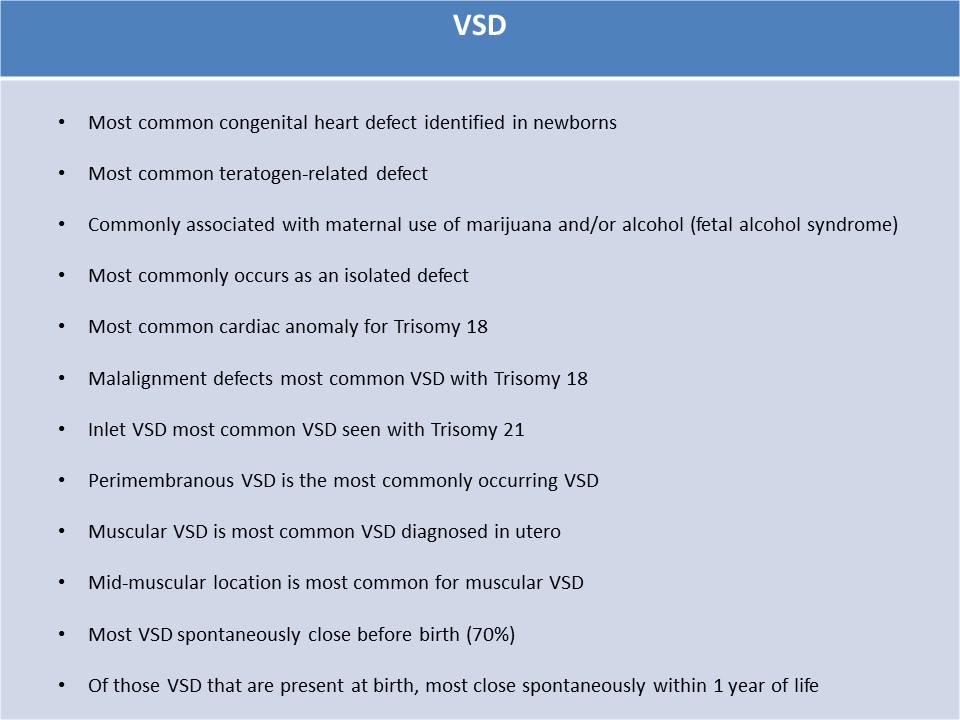 VSD
• Most common congenital heart defect identified in newborns
• Most common teratogen-related defect
• Commonly associated with maternal use of marijuana and/or alcohol (fetal alcohol syndrome)
• Most commonly occurs as an isolated defect
• Most common cardiac anomaly for Trisomy 18
• Malalignment defects most common VSD with Trisomy 18
• Inlet VSD most common VSD seen with Trisomy 21
• Perimembranous VSD is the most commonly occurring VSD
• Muscular VSD is most common VSD diagnosed in utero
• Mid-muscular location is most common for muscular VSD
• Most VSD spontaneously close before birth (70%)
• Of those VSD that are present at birth, most close spontaneously within 1 year of life